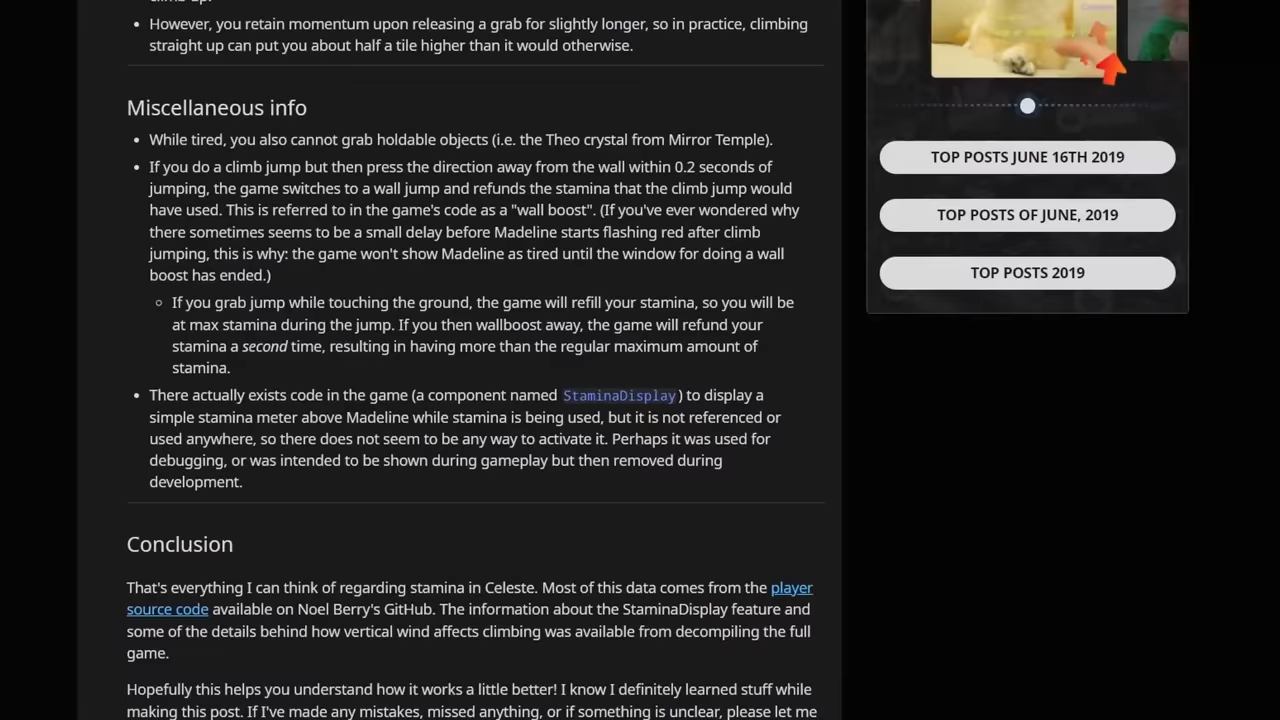 However, you retain momentum upon releasing a grab for slightly longer, so in practice, climbing
straight up can put you about half a tile higher than it would otherwise.
Miscellaneous info
While tired, you also cannot grab holdable objects (i.e. the Theo crystal from Mirror Temple).
If you do a climb jump but then press the direction away from the wall within 0.2 seconds of
jumping, the game switches to a wall jump and refunds the stamina that the climb jump would
have used. This is referred to in the game's code as a "wall boost". (If you've ever wondered why
there sometimes seems to be a small delay before Madeline starts flashing red after climb
jumping, this is why: the game won't show Madeline as tired until the window for doing a wall
boost has ended.)
If you grab jump while touching the ground, the game will refill your stamina, so you will be
at max stamina during the jump. If you then wallboost away, the game will refund your
stamina a second time, resulting in having more than the regular maximum amount of
stamina.
There actually exists code in the game (a component named StaminaDisplay) to display a
simple stamina meter above Madeline while stamina is being used, but it is not referenced or
used anywhere, so there does not seem to be any way to activate it. Perhaps it was used for
debugging, or was intended to be shown during gameplay but then removed during
development.
Conclusion
That's everything I can think of regarding stamina in Celeste. Most of this data comes from the player
source code available on Noel Berry's GitHub. The information about the StaminaDisplay feature and
some of the details behind how vertical wind affects climbing was available from decompiling the full
game.
Hopefully this helps you understand how it works a little better! I know I definitely learned stuff while
making this post. If I've made any mistakes, missed anything, or if something is unclear, please let me
TOP POSTS JUNE 16TH 2019
TOP POSTS OF JUNE, 2019
TOP POSTS 2019